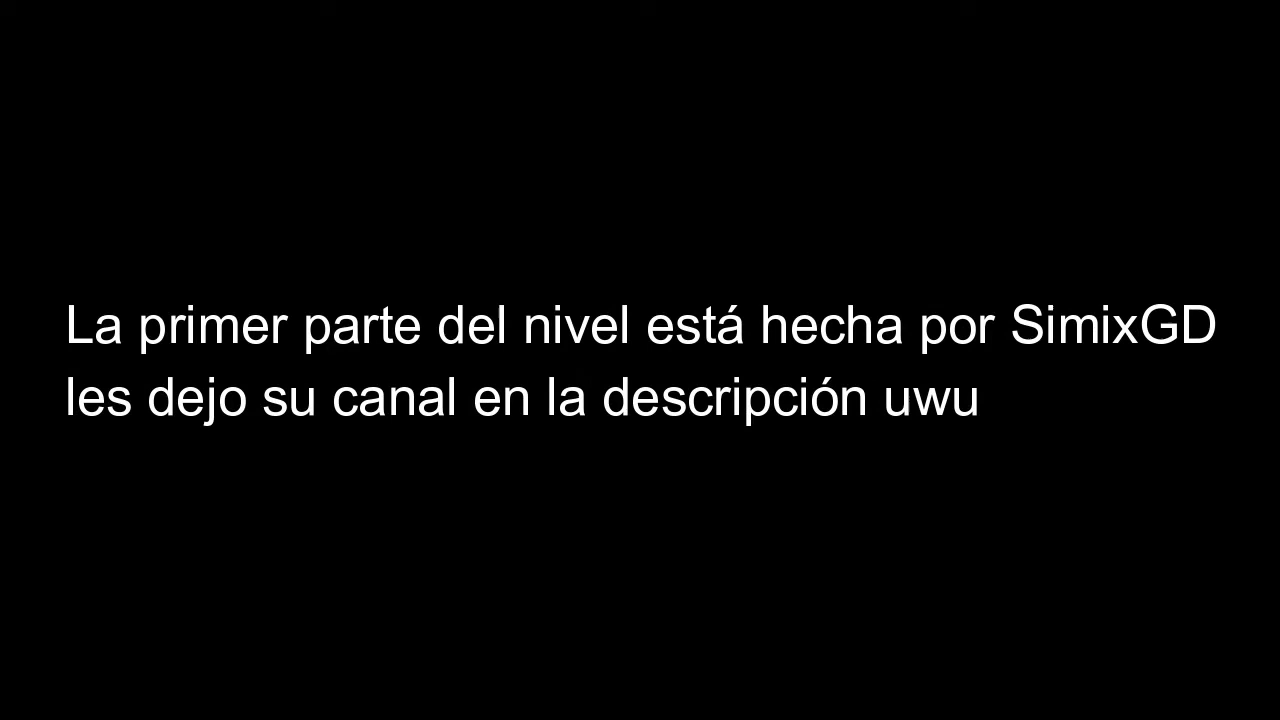 La primer parte del nivel está hecha por SimixGD
les dejo su canal en la descripción uwu